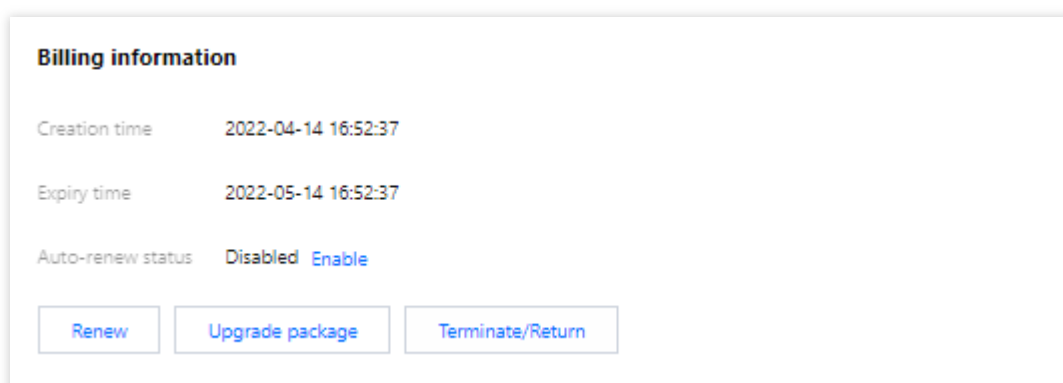 Billing information
Creation time 2022-04-14 16:52:37
Expiry time 2022-05-14 16:52:37
Auto-renew status Disabled Enable
Renew Upgrade package Terminate/Return